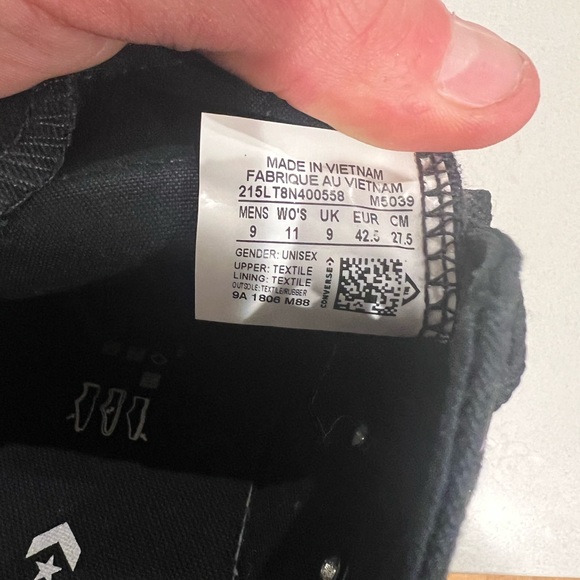 MADE IN VIETNAM
FABRIQUE AU VIETNAM
215LT8N400558 M5039
MENS WO'S UK EUR CM
9 11 9 42.5 27.5
GENDER: UNISEX
UPPER: TEXTILE
LINING: TEXTILE
OUTSOLE: TEXTILE/RUBBER
9A 1806 M88
CONVERSE